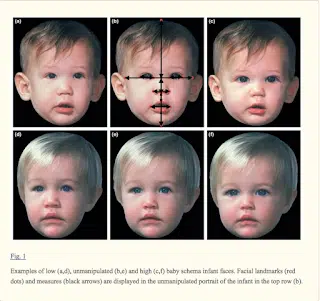 (a)
(b)
(c)
(d)
(e)
(f)
Fig. 1
Examples of low (a,d), unmanipulated (b,e) and high (c,f) baby schema infant faces. Facial landmarks (red
dots) and measures (black arrows) are displayed in the unmanipulated portrait of the infant in the top row (b).